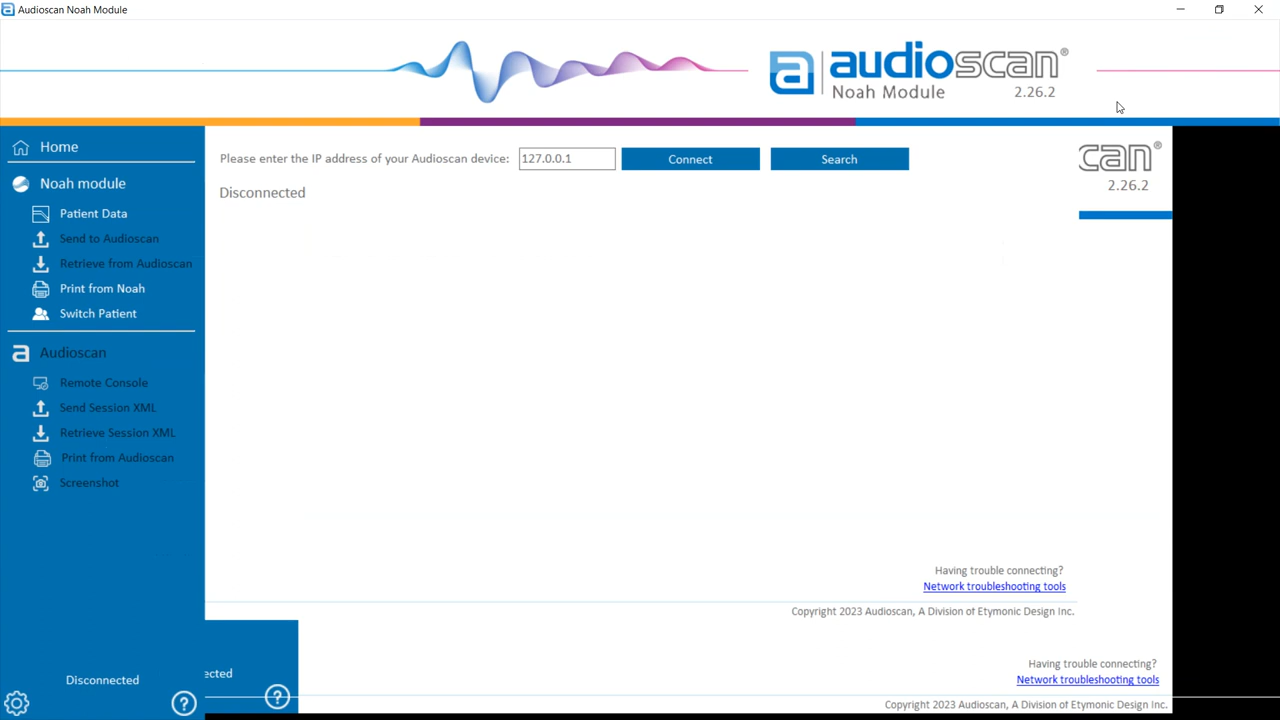 Audioscan Noah Module
audioscan®
Noah Module
2.26.2
Home
Noah module
Patient Data
Send to Audioscan
Retrieve from Audioscan
Print from Noah
Switch Patient
Audioscan
Remote Console
Send Session XML
Retrieve Session XML
Print from Audioscan
Screenshot
Disconnected
Please enter the IP address of your Audioscan device: 127.0.0.1 Connect Search
Disconnected
can®
2.26.2
Having trouble connecting?
Network troubleshooting tools
Copyright 2023 Audioscan, A Division of Etymonic Design Inc.
ected
Having trouble connecting?
Network troubleshooting tools
Copyright 2023 Audioscan, A Division of Etymonic Design Inc.